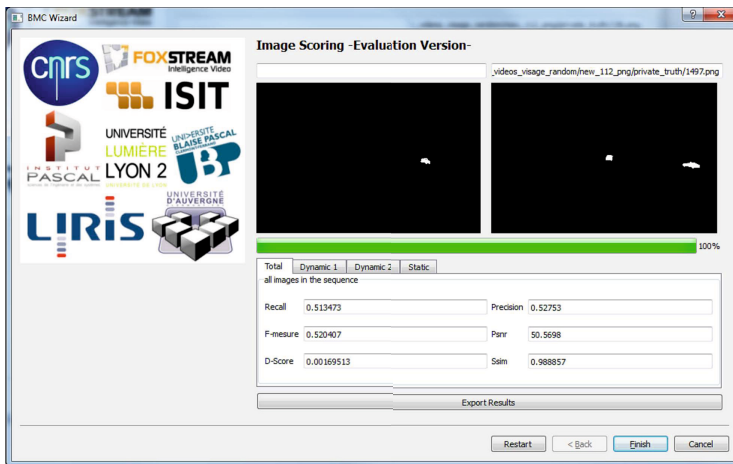 BMC Wizard
cnrs
FOXSTREAM
Intelligence Video
ISIT
INSTITUT
PASCAL
UNIVERSITÉ
LUMIÈRE
LYON 2
UNIVERSITÉ DE LYON
UNIVERSITE
BLAISE PASCAL
UBP
LIRIS
UNIVERSITÉ
D'AUVERGNE
Image Scoring -Evaluation Version-
_videos_visage_random/new_112_png/private_truth/1497.png
100%
Total Dynamic 1 Dynamic 2 Static
all images in the sequence
Recall 0.513473 Precision 0.52753
F-mesure 0.520407 Psnr 50.5698
D-Score 0.00169513 Ssim 0.988857
Export Results
Restart < Back Finish Cancel